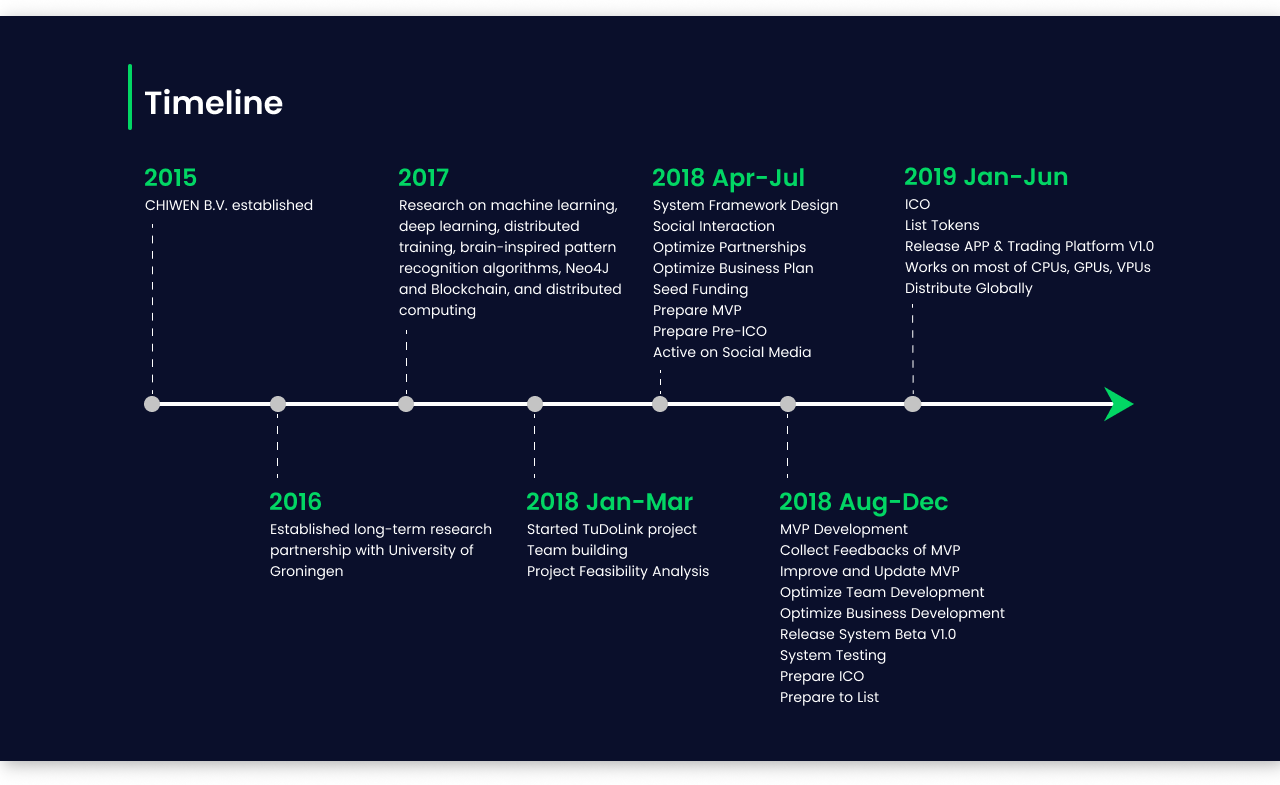 Timeline
2015
CHIWEN B.V. established
2017
Research on machine learning,
deep learning, distributed
training, brain-inspired pattern
recognition algorithms, Neo4J
and Blockchain, and distributed
computing
2018 Apr-Jul
System Framework Design
Social Interaction
Optimize Partnerships
Optimize Business Plan
Seed Funding
Prepare MVP
Prepare Pre-ICO
Active on Social Media
2019 Jan-Jun
ICO
List Tokens
Release APP & Trading Platform V1.0
Works on most of CPUs, GPUs, VPUs
Distribute Globally
2016
Established long-term research
partnership with University of
Groningen
2018 Jan-Mar
Started TuDoLink project
Team building
Project Feasibility Analysis
2018 Aug-Dec
MVP Development
Collect Feedbacks of MVP
Improve and Update MVP
Optimize Team Development
Optimize Business Development
Release System Beta V1.0
System Testing
Prepare ICO
Prepare to List